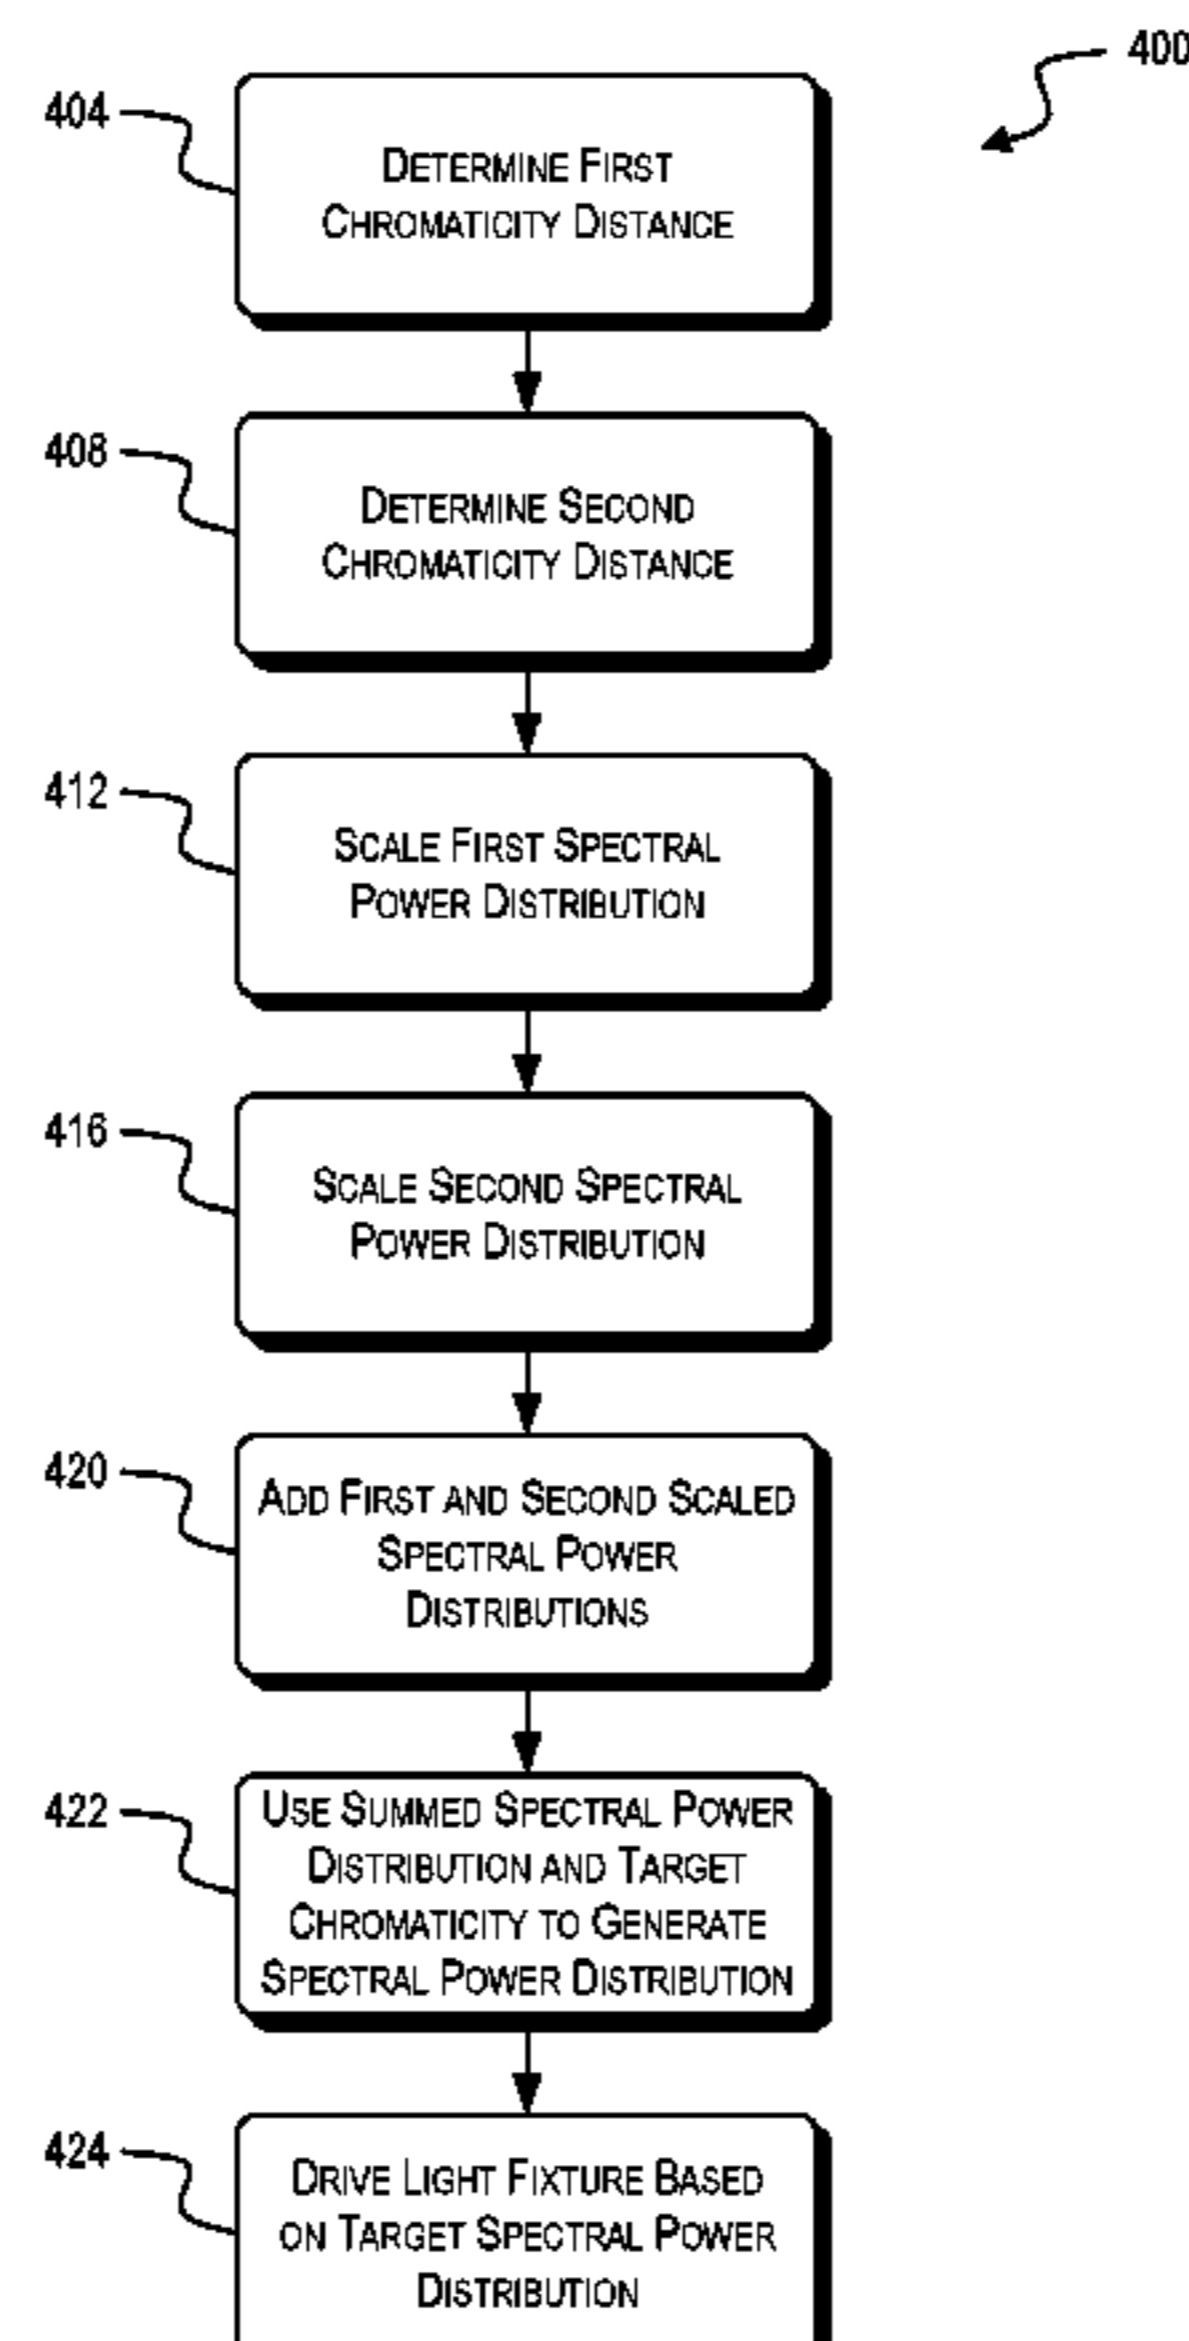 400
404
DETERMINE FIRST
CHROMATICITY DISTANCE
408
DETERMINE SECOND
CHROMATICITY DISTANCE
412
SCALE FIRST SPECTRAL
POWER DISTRIBUTION
416
SCALE SECOND SPECTRAL
POWER DISTRIBUTION
420
ADD FIRST AND SECOND SCALED
SPECTRAL POWER
DISTRIBUTIONS
422
USE SUMMED SPECTRAL POWER
DISTRIBUTION AND TARGET
CHROMATICITY TO GENERATE
SPECTRAL POWER DISTRIBUTION
424
DRIVE LIGHT FIXTURE BASED
ON TARGET SPECTRAL POWER
DISTRIBUTION